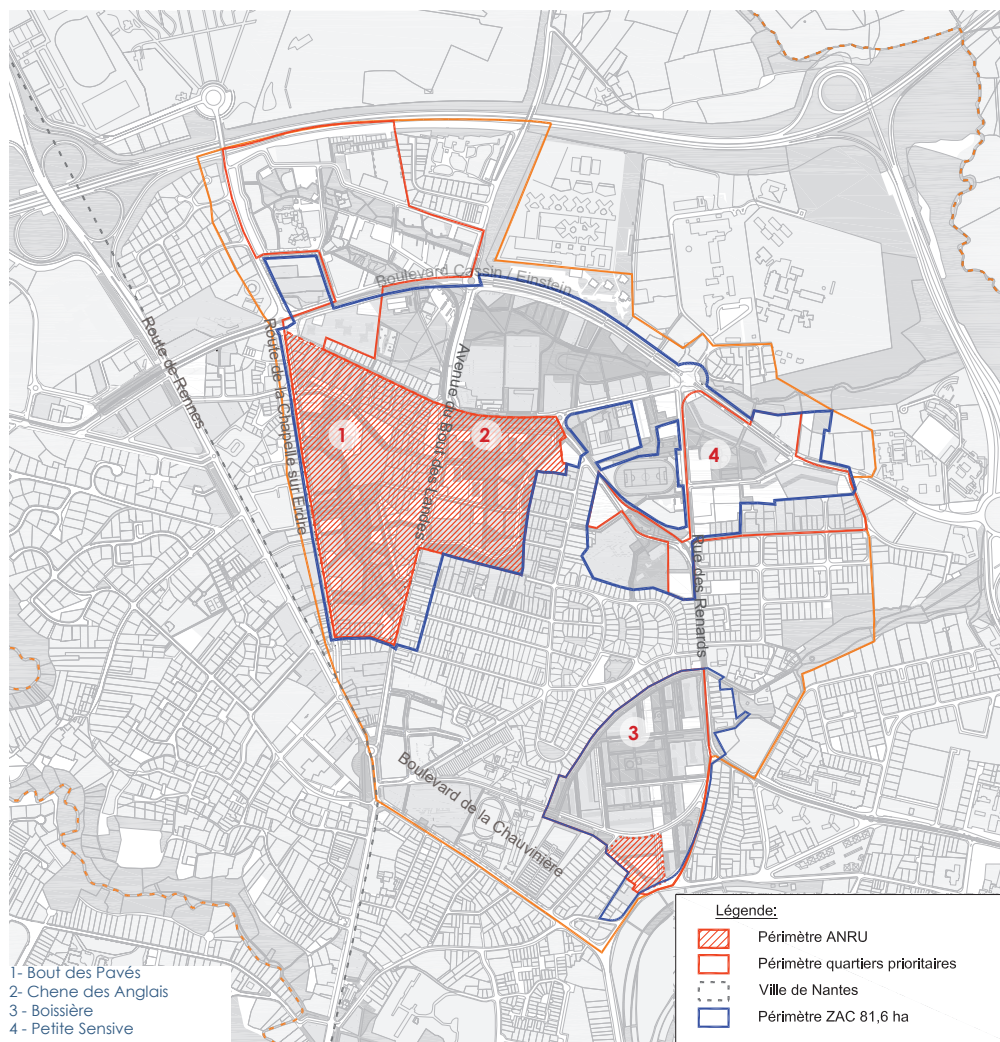 Boulevard Cassin / Einstein
Route de Rennes
Route de la Chapelle sur Erdre
Avenue du Bout des Landes
1
2
4
Rue des Renards
3
Boulevard de la Chauvinière
Légende:
Périmètre ANRU
Périmètre quartiers prioritaires
Ville de Nantes
Périmètre ZAC 81,6 ha
1- Bout des Pavés
2- Chene des Anglais
3 - Boissière
4 - Petite Sensive